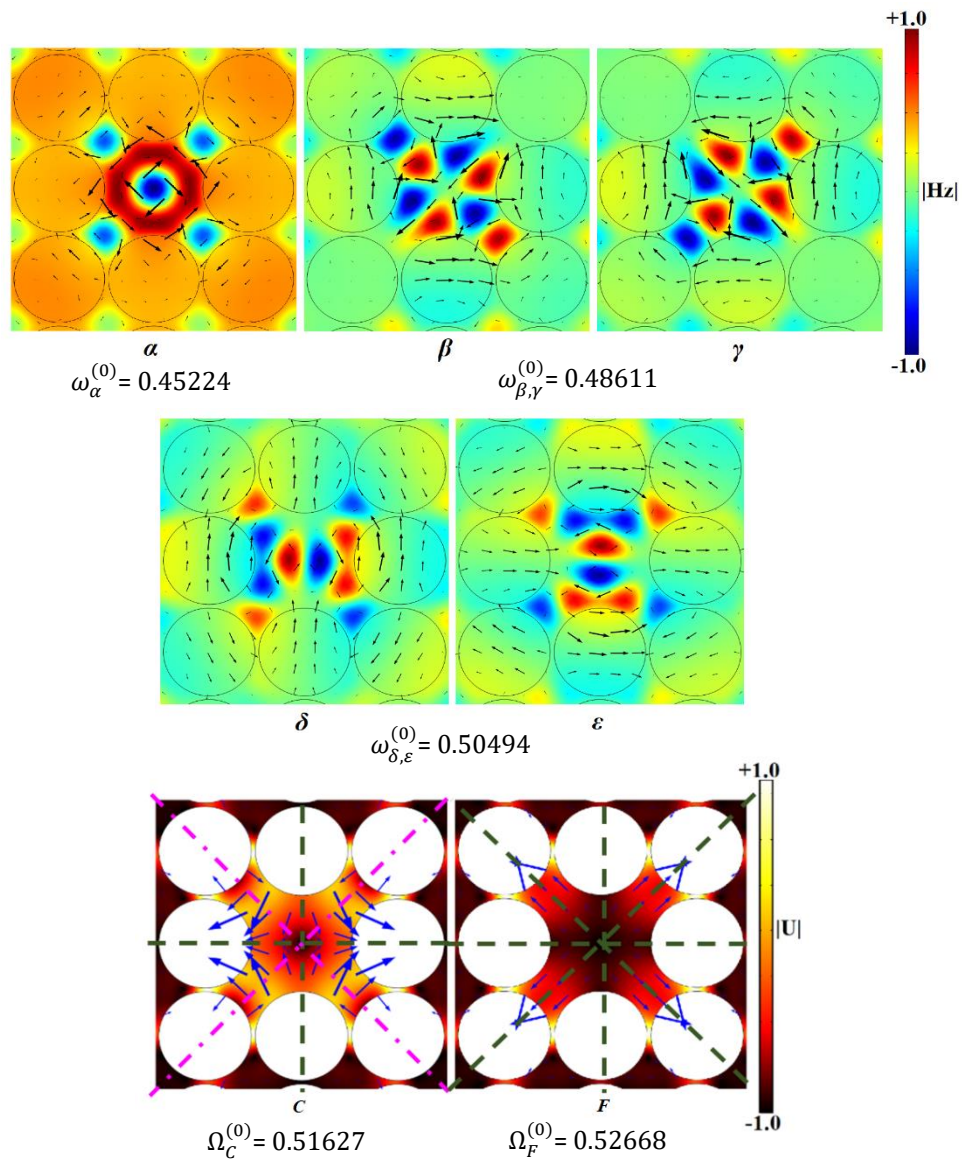 +1.0
|Hz|
-1.0
α β γ
ω_α^(0) = 0.45224
ω_β,γ^(0) = 0.48611
δ ε
ω_δ,ε^(0) = 0.50494
+1.0
|U|
-1.0
C F
Ω_C^(0) = 0.51627
Ω_F^(0) = 0.52668